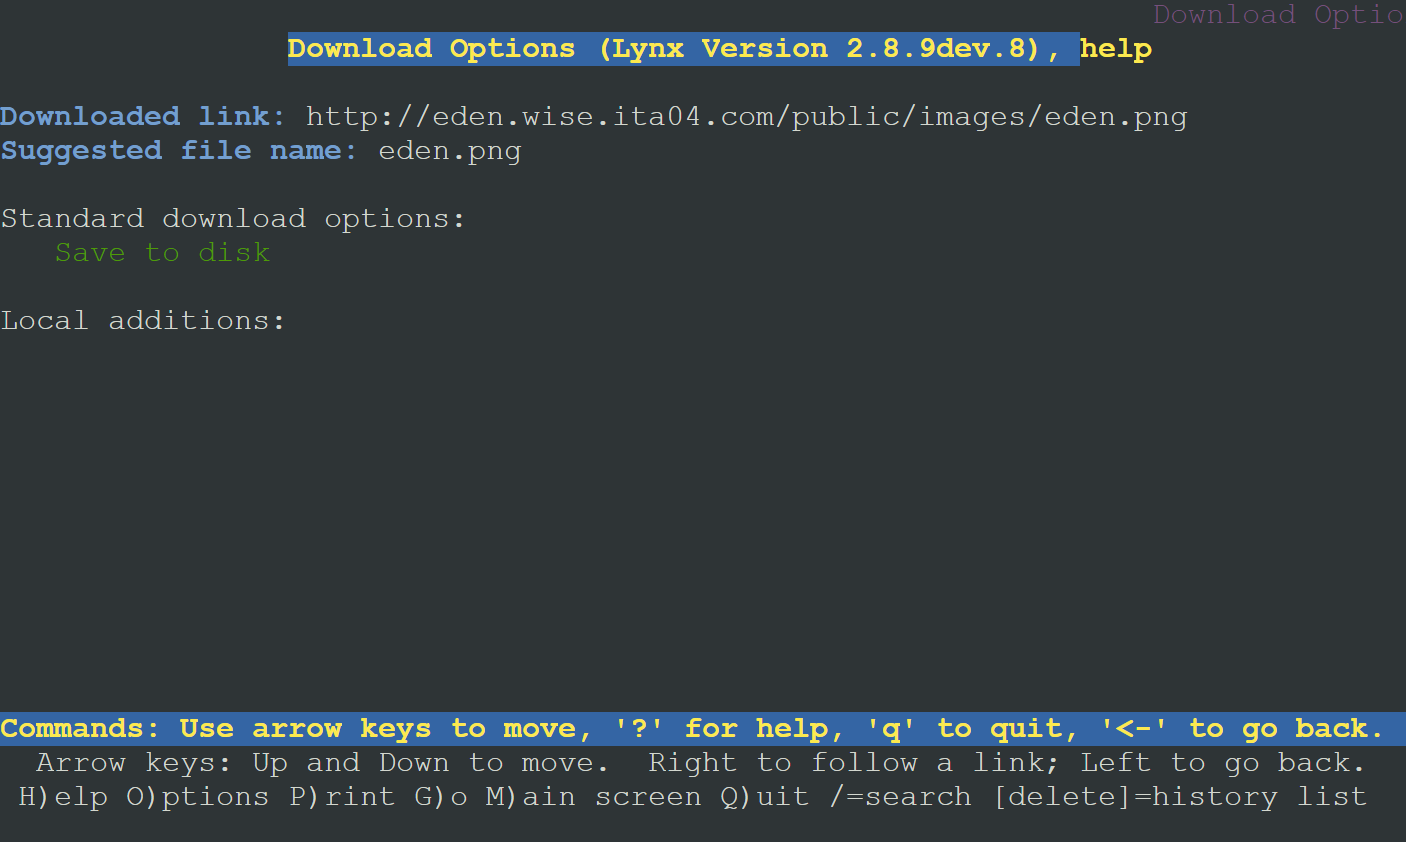 Download Optio
Download Options (Lynx Version 2.8.9dev.8), help
Downloaded link: http://eden.wise.ita04.com/public/images/eden.png
Suggested file name: eden.png
Standard download options:
Save to disk
Local additions:
Commands: Use arrow keys to move, '?' for help, 'q' to quit, '<-' to go back.
Arrow keys: Up and Down to move.  Right to follow a link; Left to go back.
H)elp O)ptions P)rint G)o M)ain screen Q)uit /=search [delete]=history list